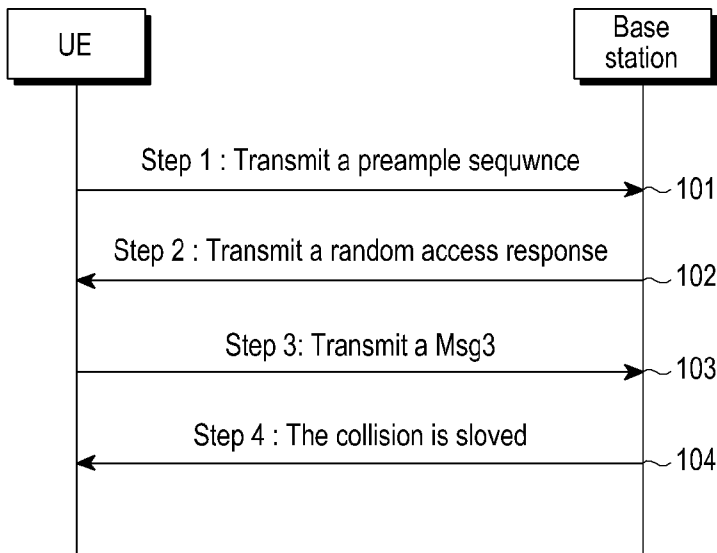 UE
Base
station
Step 1 : Transmit a preample sequwnce
101
Step 2 : Transmit a random access response
102
Step 3: Transmit a Msg3
103
Step 4 : The collision is sloved
104